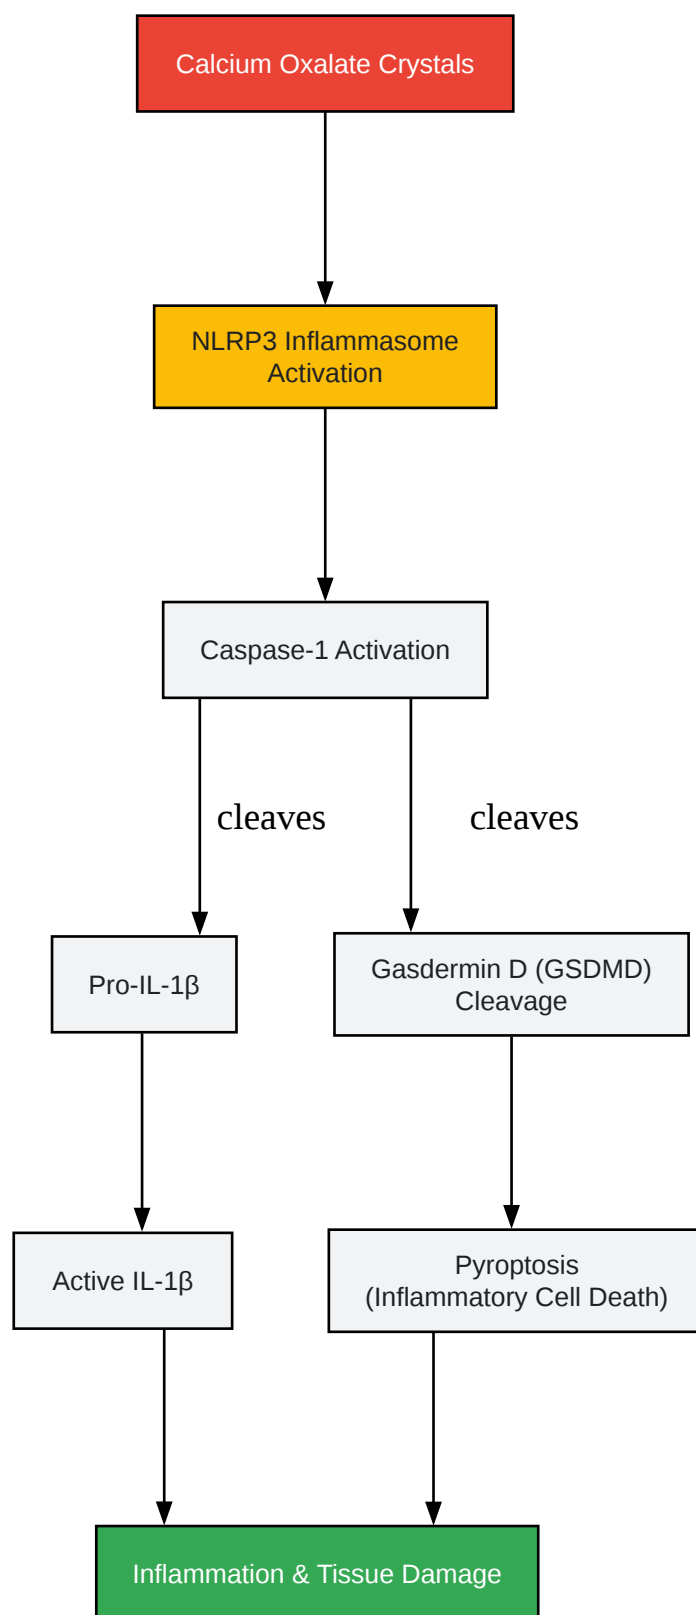 Calcium Oxalate Crystals
NLRP3 Inflammasome
Activation
Caspase-1 Activation
cleaves
cleaves
Pro-IL-1β
Gasdermin D (GSDMD)
Cleavage
Active IL-1β
Pyroptosis
(Inflammatory Cell Death)
Inflammation & Tissue Damage